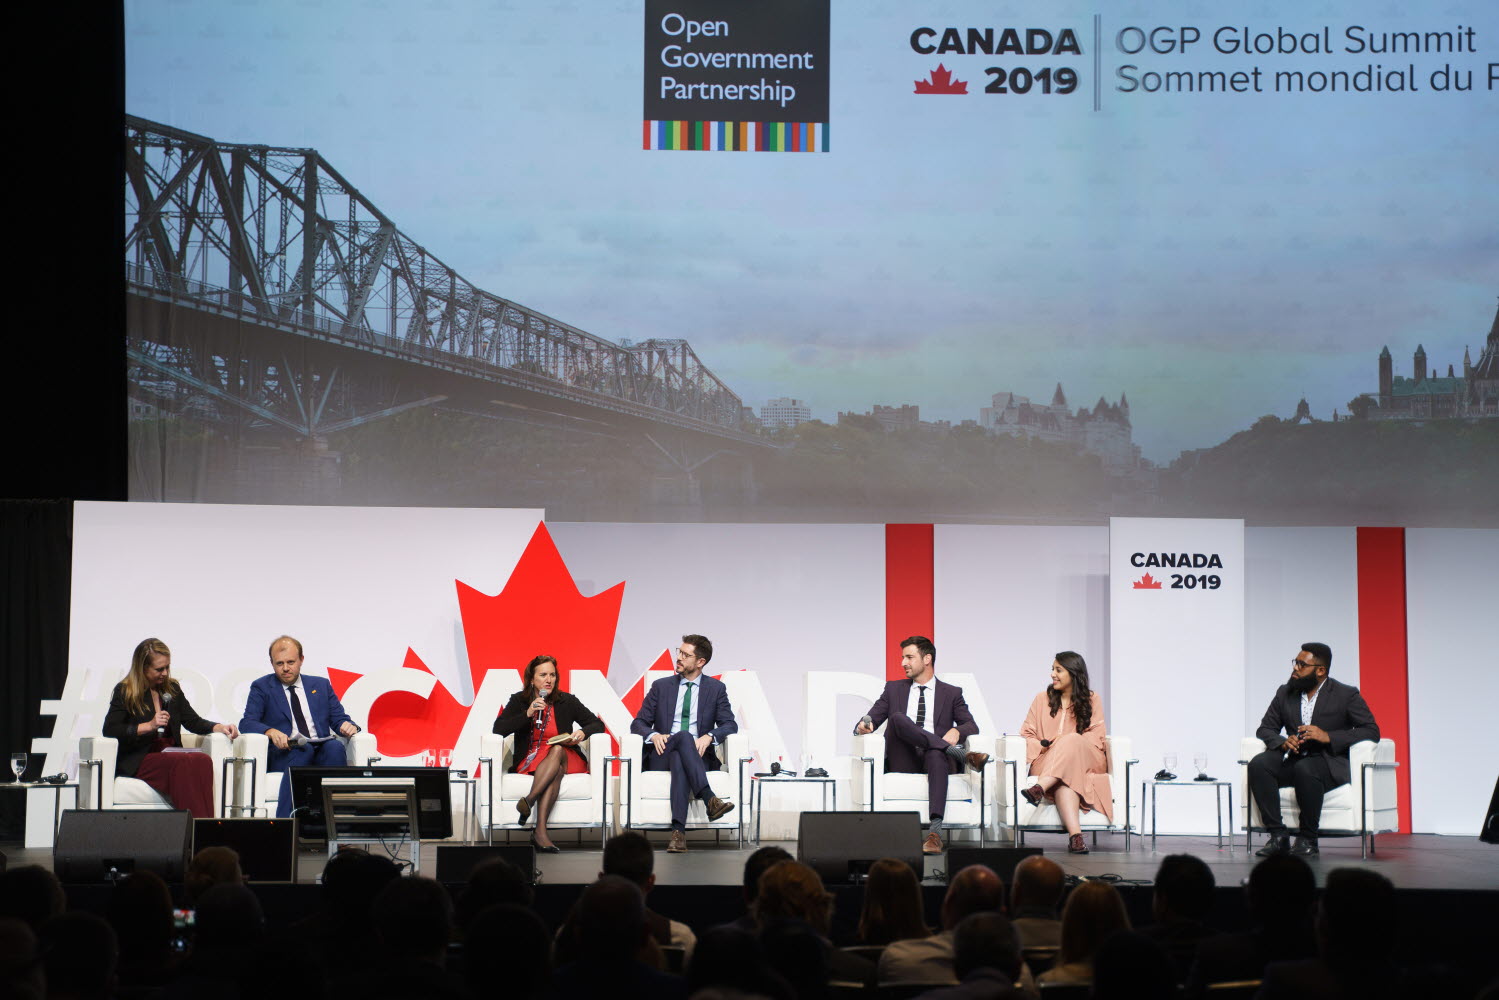 Open
Government
Partnership
CANADA
2019
OGP Global Summit
Sommet mondial du P
CANADA
2019
CANADA